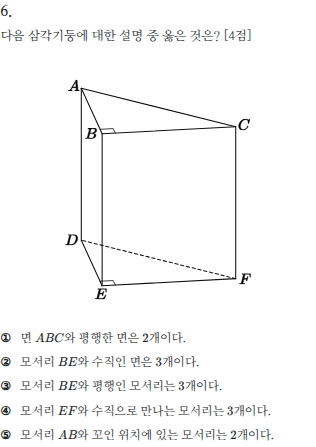 6.
다음 삼각기둥에 대한 설명 중 옳은 것은? [4점]
A
B
C
D
E
F
① 면 ABC와 평행한 면은 2개이다.
② 모서리 BE와 수직인 면은 3개이다.
③ 모서리 BE와 평행인 모서리는 3개이다.
④ 모서리 EF와 수직으로 만나는 모서리는 3개이다.
⑤ 모서리 AB와 꼬인 위치에 있는 모서리는 2개이다.